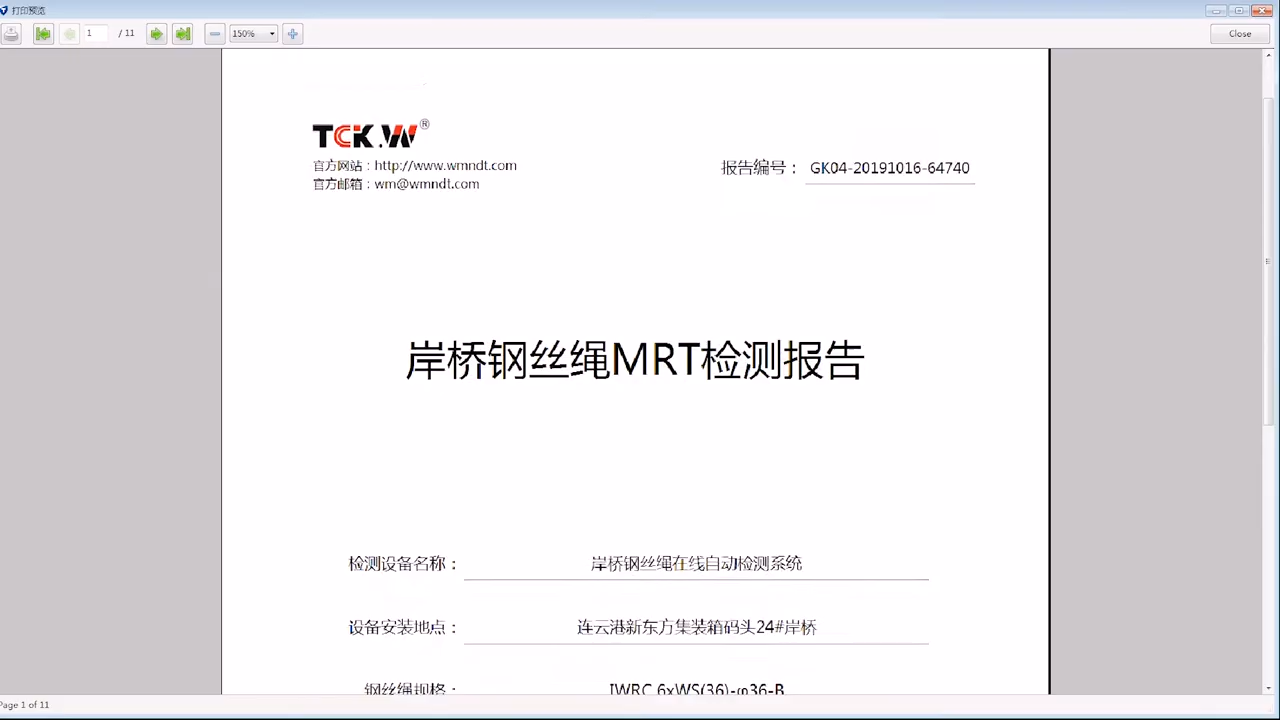 打印预览
1 / 11 150% Close
TCK.W®
官方网站：http://www.wmndt.com
官方邮箱：wm@wmndt.com
报告编号： GK04-20191016-64740
岸桥钢丝绳MRT检测报告
检测设备名称： 岸桥钢丝绳在线自动检测系统
设备安装地点： 连云港新东方集装箱码头24#岸桥
钢丝绳规格： IWRC 6xWS(36)-φ36-B
Page 1 of 11